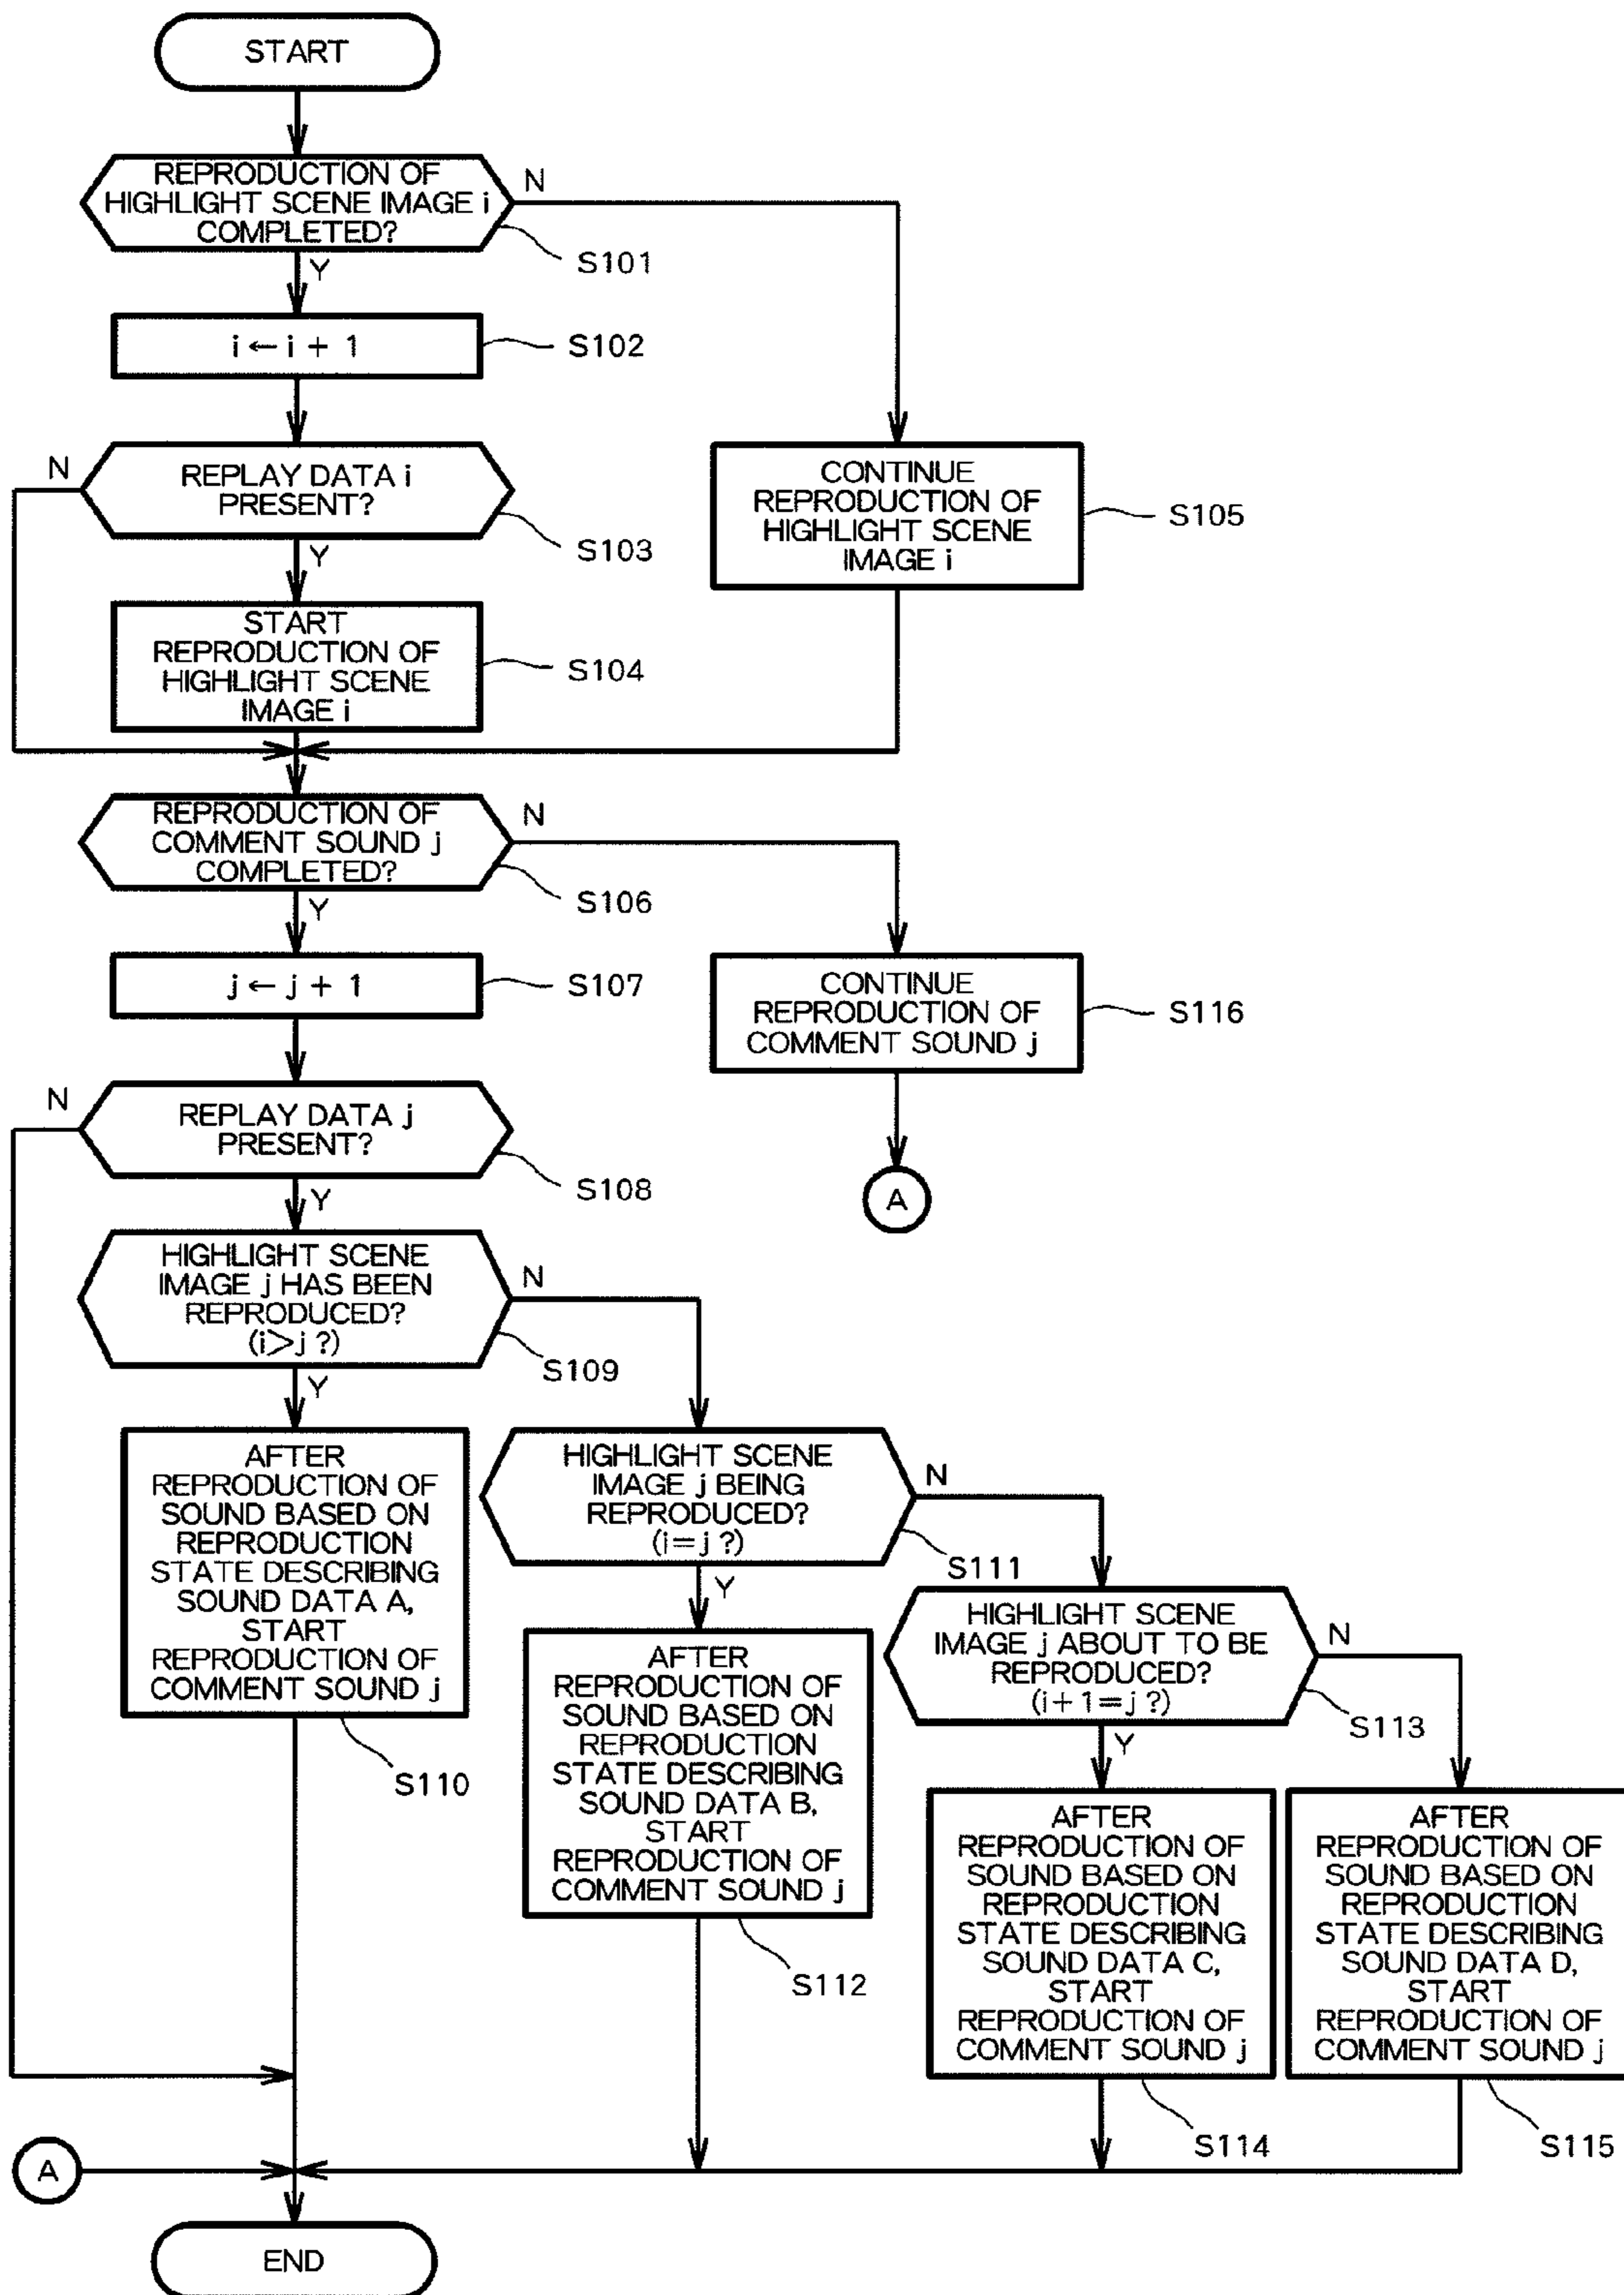 START
REPRODUCTION OF
HIGHLIGHT SCENE IMAGE i
COMPLETED?
N
S101
Y
i ← i + 1
S102
N
REPLAY DATA i
PRESENT?
S103
Y
CONTINUE
REPRODUCTION OF
HIGHLIGHT SCENE
IMAGE i
S105
START
REPRODUCTION OF
HIGHLIGHT SCENE
IMAGE i
S104
REPRODUCTION OF
COMMENT SOUND j
COMPLETED?
N
S106
Y
j ← j + 1
S107
CONTINUE
REPRODUCTION OF
COMMENT SOUND j
S116
A
N
REPLAY DATA j
PRESENT?
S108
Y
HIGHLIGHT SCENE
IMAGE j HAS BEEN
REPRODUCED?
(i>j ?)
N
S109
Y
AFTER
REPRODUCTION OF
SOUND BASED ON
REPRODUCTION
STATE DESCRIBING
SOUND DATA A,
START
REPRODUCTION OF
COMMENT SOUND j
S110
HIGHLIGHT SCENE
IMAGE j BEING
REPRODUCED?
(i=j ?)
N
S111
Y
AFTER
REPRODUCTION OF
SOUND BASED ON
REPRODUCTION
STATE DESCRIBING
SOUND DATA B,
START
REPRODUCTION OF
COMMENT SOUND j
S112
HIGHLIGHT SCENE
IMAGE j ABOUT TO BE
REPRODUCED?
(i+1=j ?)
N
S113
Y
AFTER
REPRODUCTION OF
SOUND BASED ON
REPRODUCTION
STATE DESCRIBING
SOUND DATA C,
START
REPRODUCTION OF
COMMENT SOUND j
S114
AFTER
REPRODUCTION OF
SOUND BASED ON
REPRODUCTION
STATE DESCRIBING
SOUND DATA D,
START
REPRODUCTION OF
COMMENT SOUND j
S115
A
END